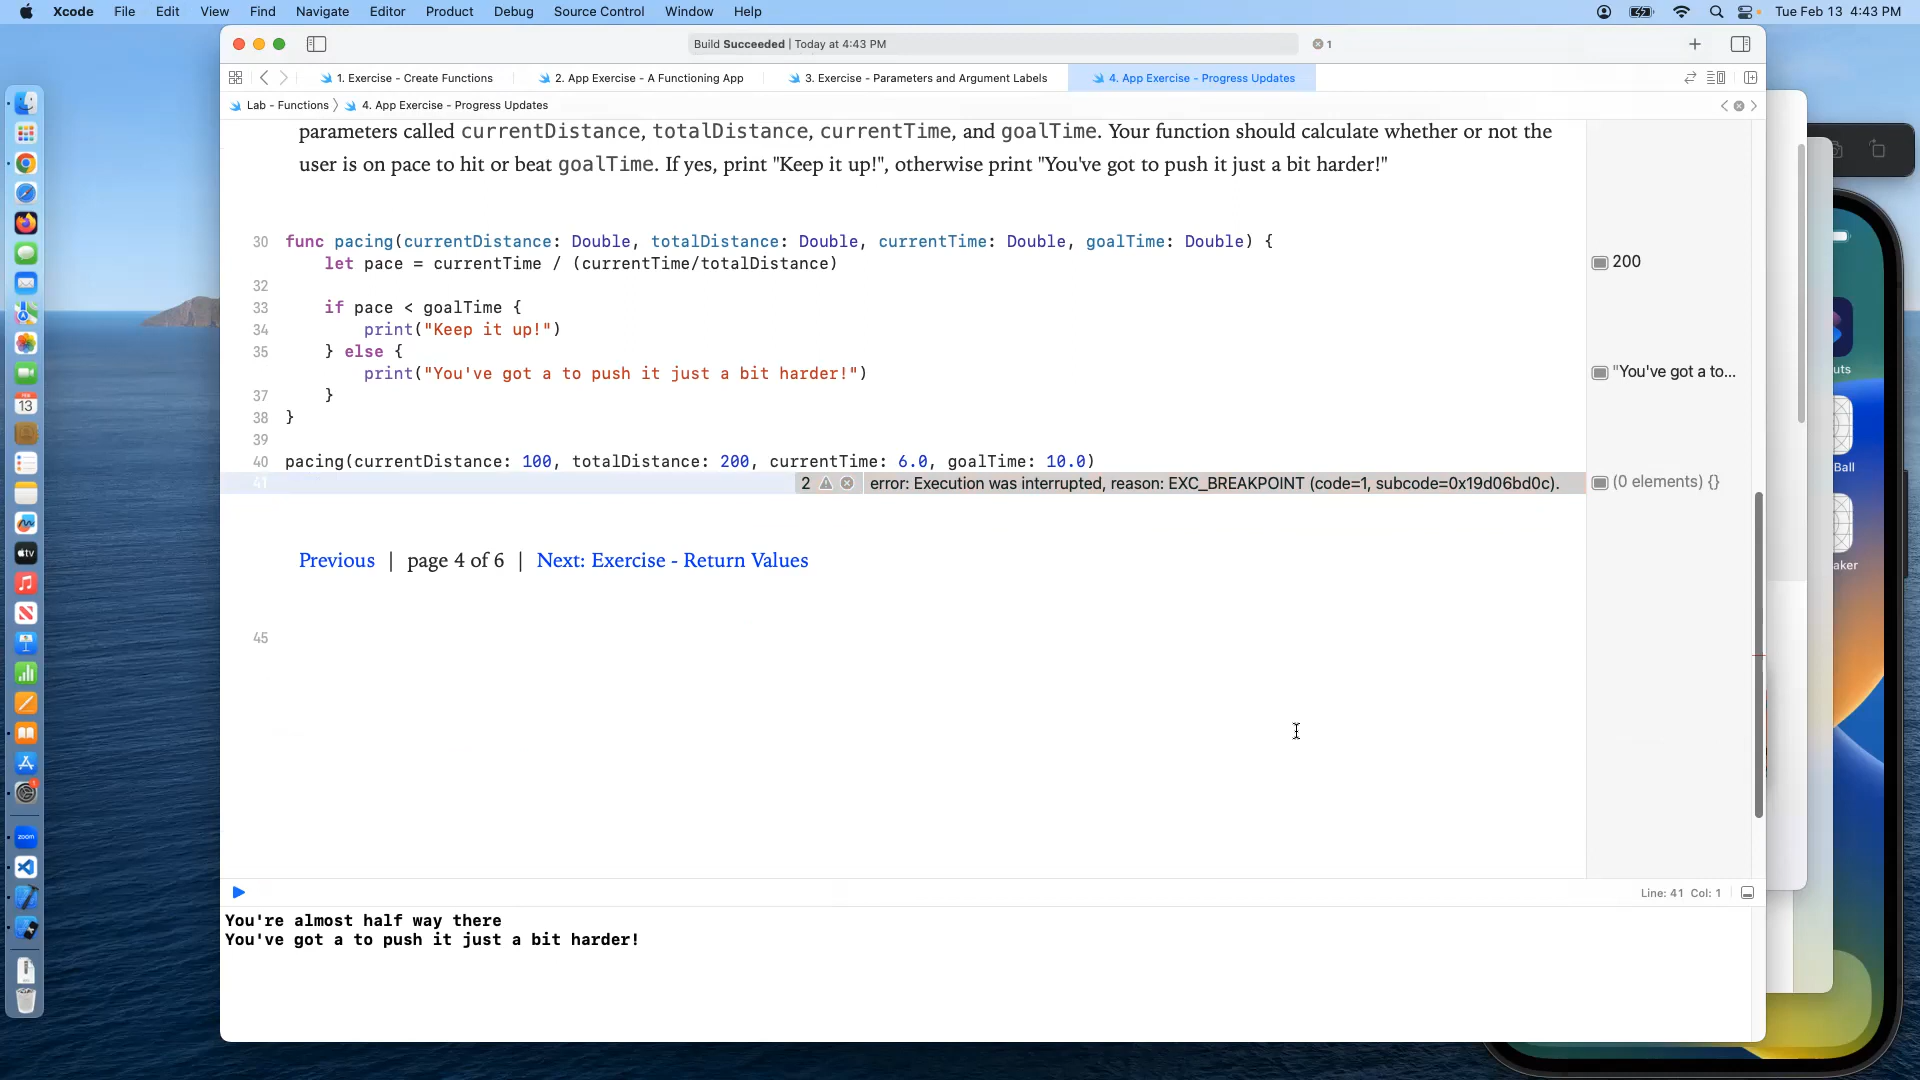 Xcode File Edit View Find Navigate Editor Product Debug Source Control Window Help Tue Feb 13 4:43 PM
Build Succeeded | Today at 4:43 PM 1
1. Exercise - Create Functions 2. App Exercise - A Functioning App 3. Exercise - Parameters and Argument Labels 4. App Exercise - Progress Updates
Lab - Functions 4. App Exercise - Progress Updates
parameters called currentDistance, totalDistance, currentTime, and goalTime. Your function should calculate whether or not the
user is on pace to hit or beat goalTime. If yes, print "Keep it up!", otherwise print "You've got to push it just a bit harder!"
30 func pacing(currentDistance: Double, totalDistance: Double, currentTime: Double, goalTime: Double) {
let pace = currentTime / (currentTime/totalDistance) 200
32
33 if pace < goalTime {
34 print("Keep it up!")
35 } else {
print("You've got a to push it just a bit harder!") "You've got a to...
37 }
38 }
39
40 pacing(currentDistance: 100, totalDistance: 200, currentTime: 6.0, goalTime: 10.0)
41 2 error: Execution was interrupted, reason: EXC_BREAKPOINT (code=1, subcode=0x19d06bd0c). (0 elements) {}
Previous | page 4 of 6 | Next: Exercise - Return Values
45
Line: 41 Col: 1
You're almost half way there
You've got a to push it just a bit harder!
uts
Ball
aker
FEB
13
tv
zoom
1